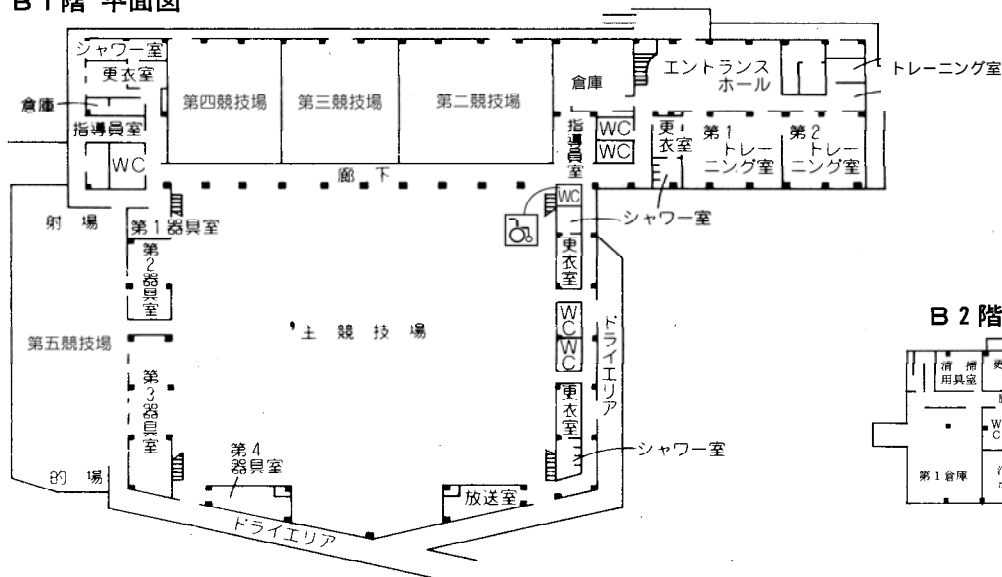 B1階 平面図
シャワー室
更衣室
倉庫
指導員室
WC
第四競技場
第三競技場
第二競技場
倉庫
指導員室
WC
WC
エントランス
ホール
トレーニング室
更衣室
第1
トレー
ニング室
第2
トレー
ニング室
廊下
WC
シャワー室
射場
第1器具室
第2器具室
更衣室
主競技場
WC
WC
ドライエリア
第五競技場
第3器具室
更衣室
シャワー室
第4
器具室
放送室
的場
ドライエリア
B2階
清掃
用具室
WC
第1倉庫